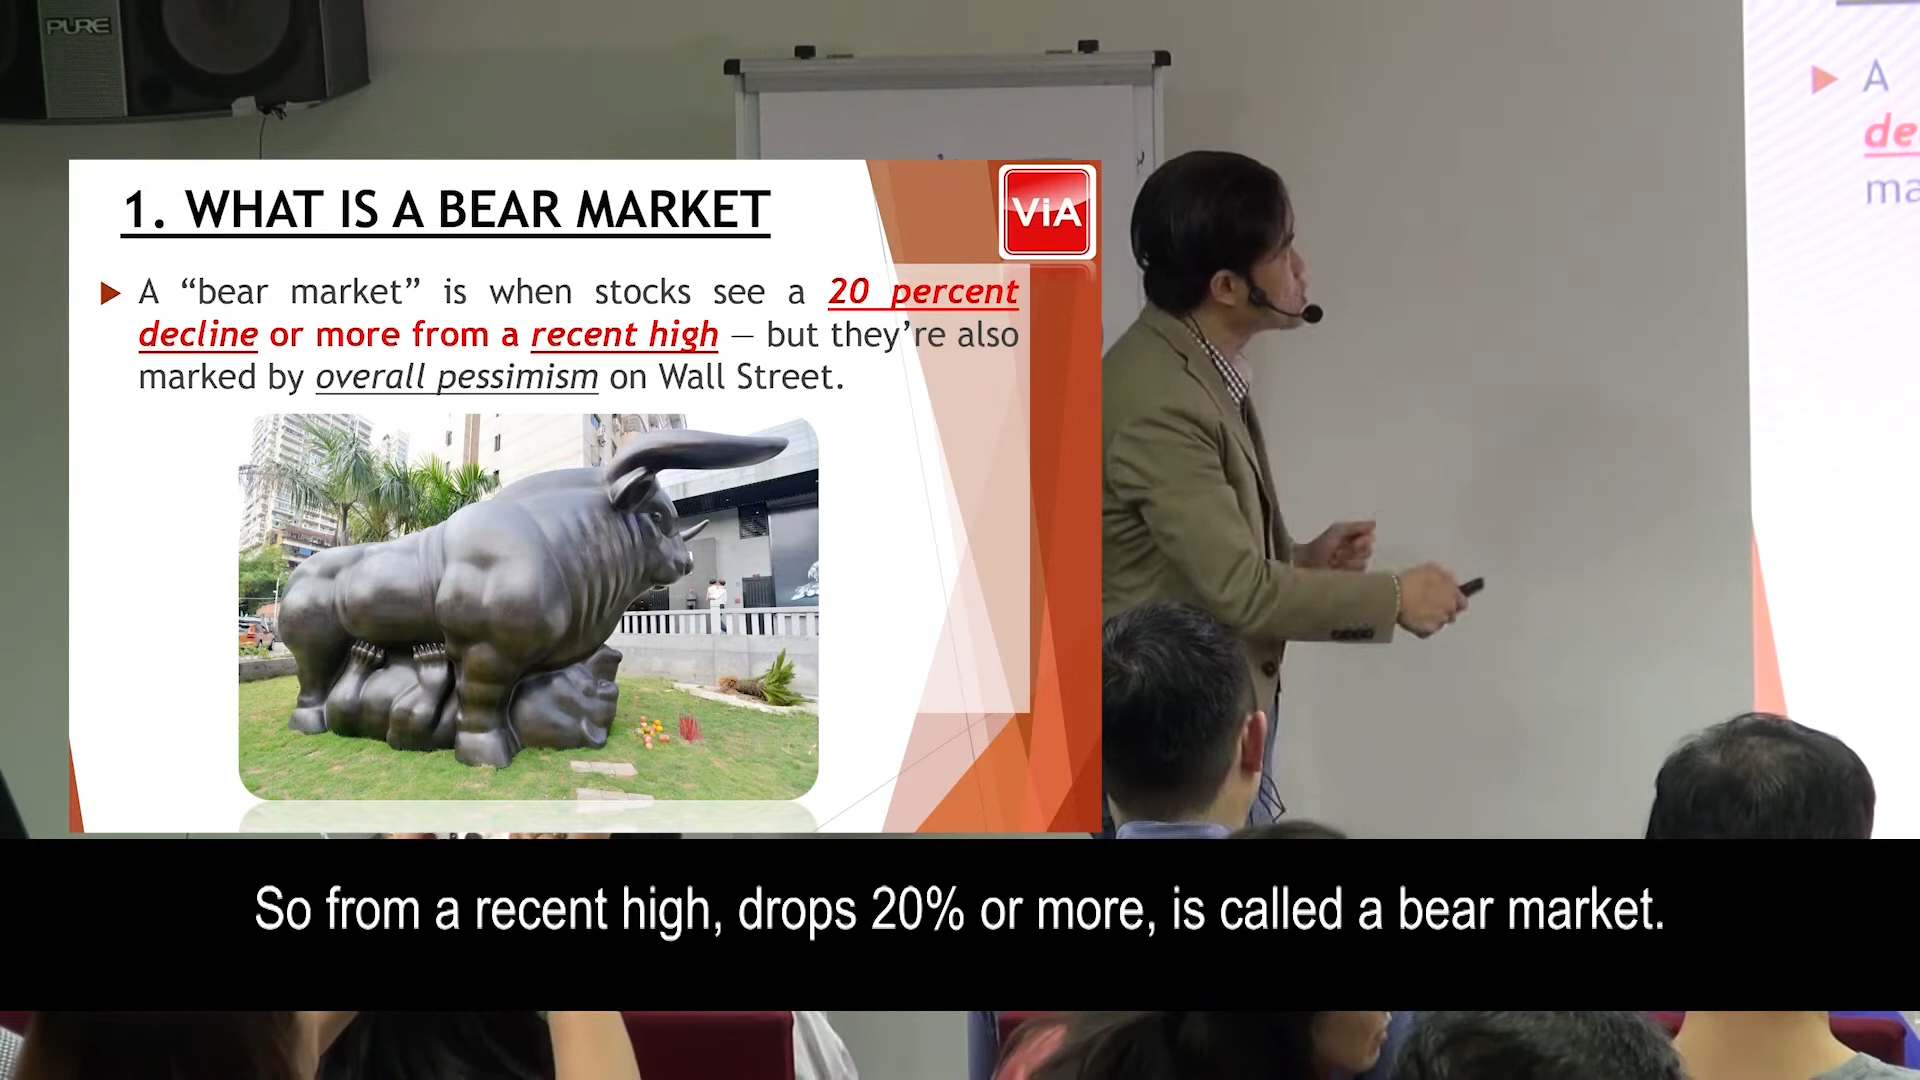 PURE
1. WHAT IS A BEAR MARKET
ViA
A “bear market” is when stocks see a 20 percent
decline or more from a recent high – but they’re also
marked by overall pessimism on Wall Street.
A
de
ma
So from a recent high, drops 20% or more, is called a bear market.